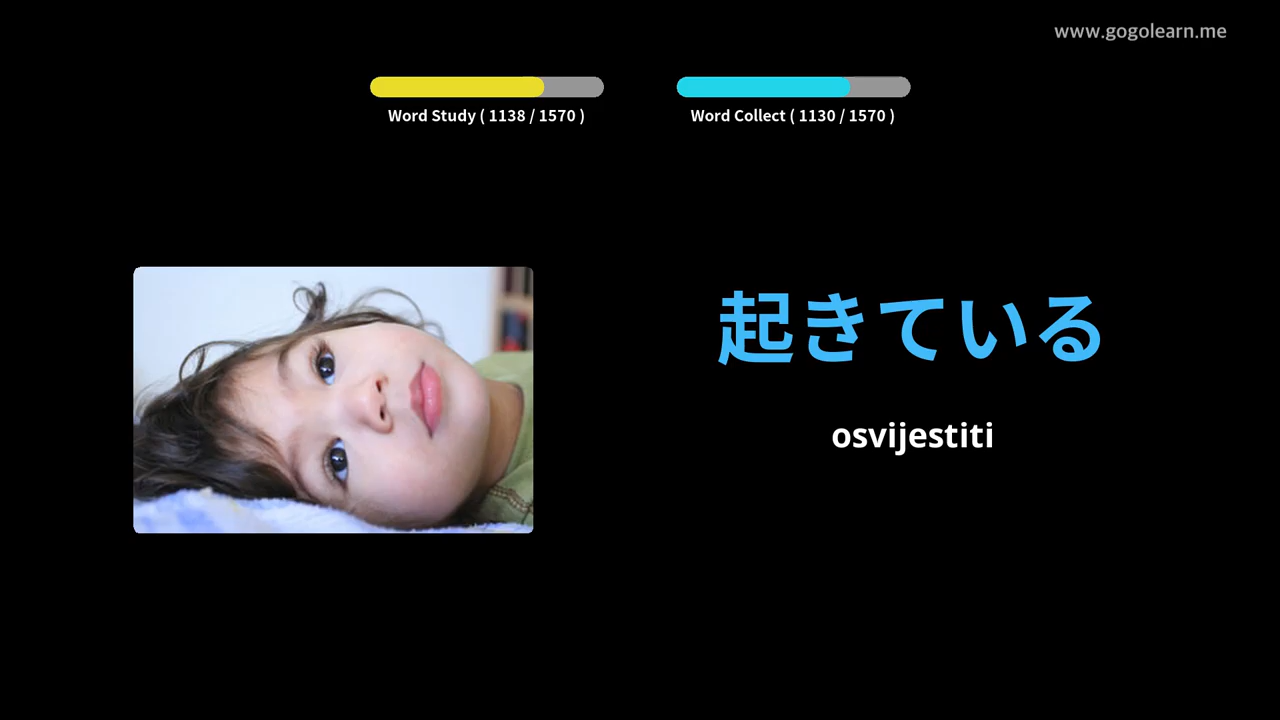 www.gogolearn.me
Word Study ( 1138 / 1570 )
Word Collect ( 1130 / 1570 )
起きている
osvijestiti